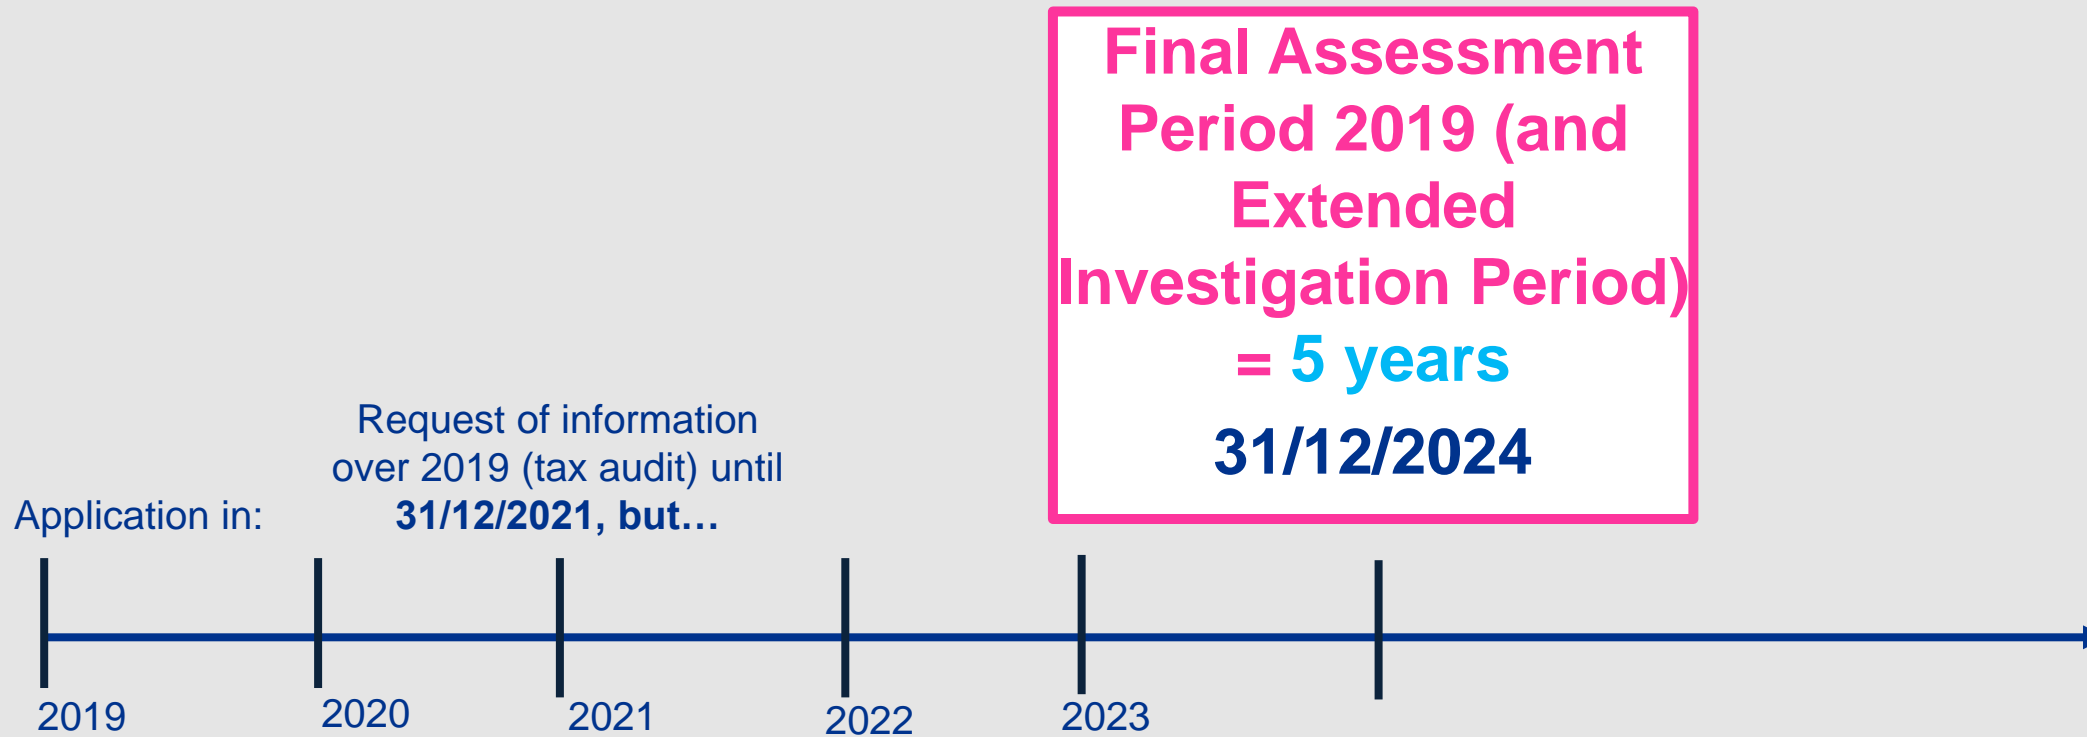 Final Assessment
Period 2019 (and
Extended
Investigation Period)
= 5 years
31/12/2024
Request of information
over 2019 (tax audit) until
31/12/2021, but…
Application in:
2019
2020
2021
2022
2023